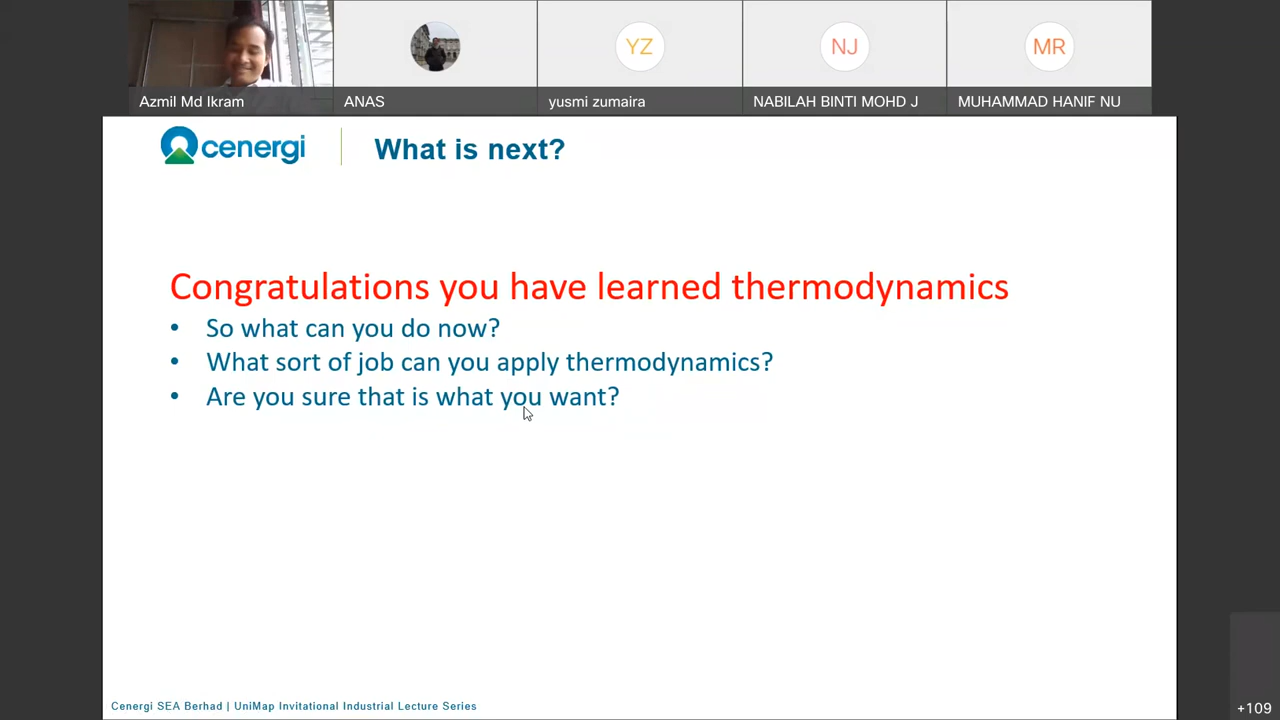 YZ
NJ
MR
Azmil Md Ikram
ANAS
yusmi zumaira
NABILAH BINTI MOHD J
MUHAMMAD HANIF NU
cenergi
What is next?
Congratulations you have learned thermodynamics
• So what can you do now?
• What sort of job can you apply thermodynamics?
• Are you sure that is what you want?
Cenergi SEA Berhad | UniMap Invitational Industrial Lecture Series
+109